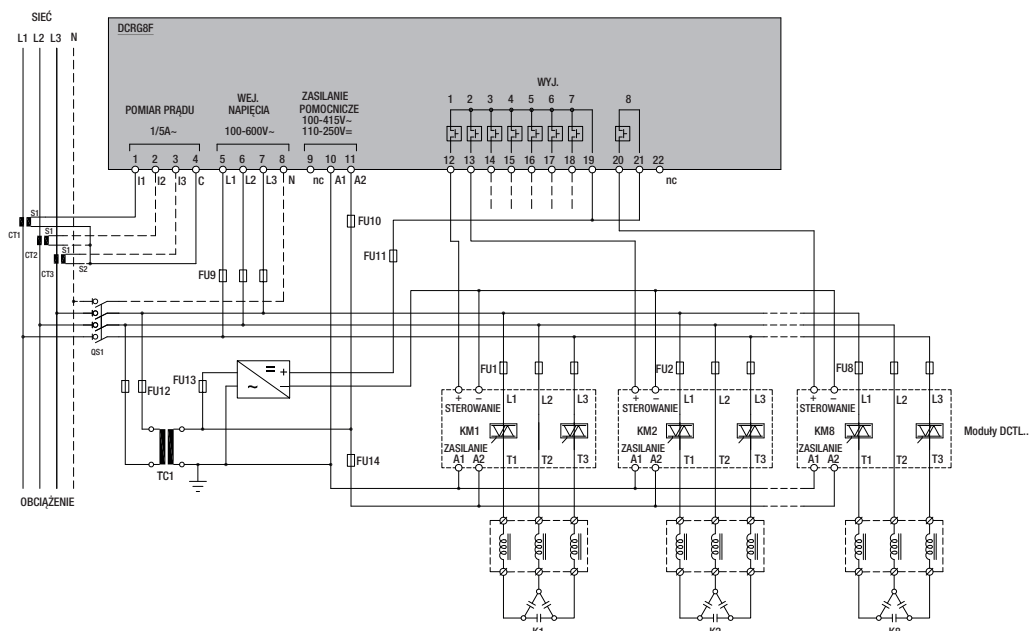 SIEĆ
L1 L2 L3 N
DCRG8F
POMIAR PRĄDU
1/5A~
WEJ.
NAPIĘCIA
100-600V~
ZASILANIE
POMOCNICZE
100-415V~
110-250V=
WYJ.
1 2 3 4 5 6 7 8
1 2 3 4 5 6 7 8 9 10 11 12 13 14 15 16 17 18 19 20 21 22
I1 I2 I3 C L1 L2 L3 N nc A1 A2 nc
S1
CT1
S1
CT2
S1
CT3
S2
FU10
FU11
FU9
QS1
FU12
FU13
= +
~ –
FU1 FU2 FU8
+ – L1 L2 L3
STEROWANIE
KM1
ZASILANIE
A1 A2 T1 T2 T3
+ – L1 L2 L3
STEROWANIE
KM2
ZASILANIE
A1 A2 T1 T2 T3
+ – L1 L2 L3
STEROWANIE
KM8
ZASILANIE
A1 A2 T1 T2 T3
Moduły DCTL..
FU14
TC1
OBCIĄŻENIE